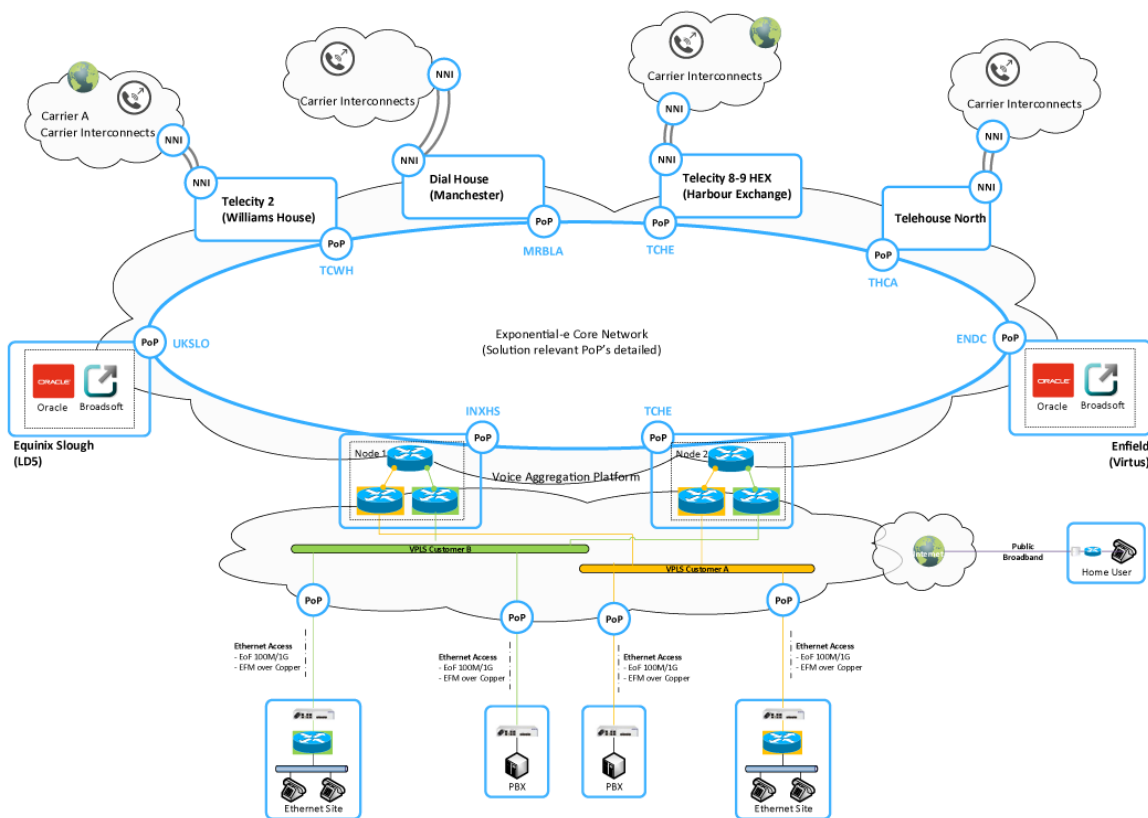 Carrier Interconnects
NNI
Carrier A
Carrier Interconnects
NNI
NNI
Carrier Interconnects
NNI
Carrier Interconnects
NNI
NNI
NNI
NNI
Telecity 2
(Williams House)
Dial House
(Manchester)
Telecity 8-9 HEX
(Harbour Exchange)
Telehouse North
PoP
TCWH
PoP
MRBLA
PoP
TCHE
PoP
THCA
PoP
UKSLO
Exponential-e Core Network
(Solution relevant PoP's detailed)
ENDC
PoP
ORACLE
Oracle
Broadsoft
ORACLE
Oracle
Broadsoft
Equinix Slough
(LD5)
Enfield
(Virtus)
INXHS
PoP
TCHE
PoP
Node 1
Node 2
Voice Aggregation Platform
VPLS Customer B
VPLS Customer A
Internet
Public
Broadband
Home User
PoP
PoP
PoP
PoP
Ethernet Access
- EoF 100M/1G
- EFM over Copper
Ethernet Access
- EoF 100M/1G
- EFM over Copper
Ethernet Access
- EoF 100M/1G
- EFM over Copper
Ethernet Access
- EoF 100M/1G
- EFM over Copper
Ethernet Site
PBX
PBX
Ethernet Site